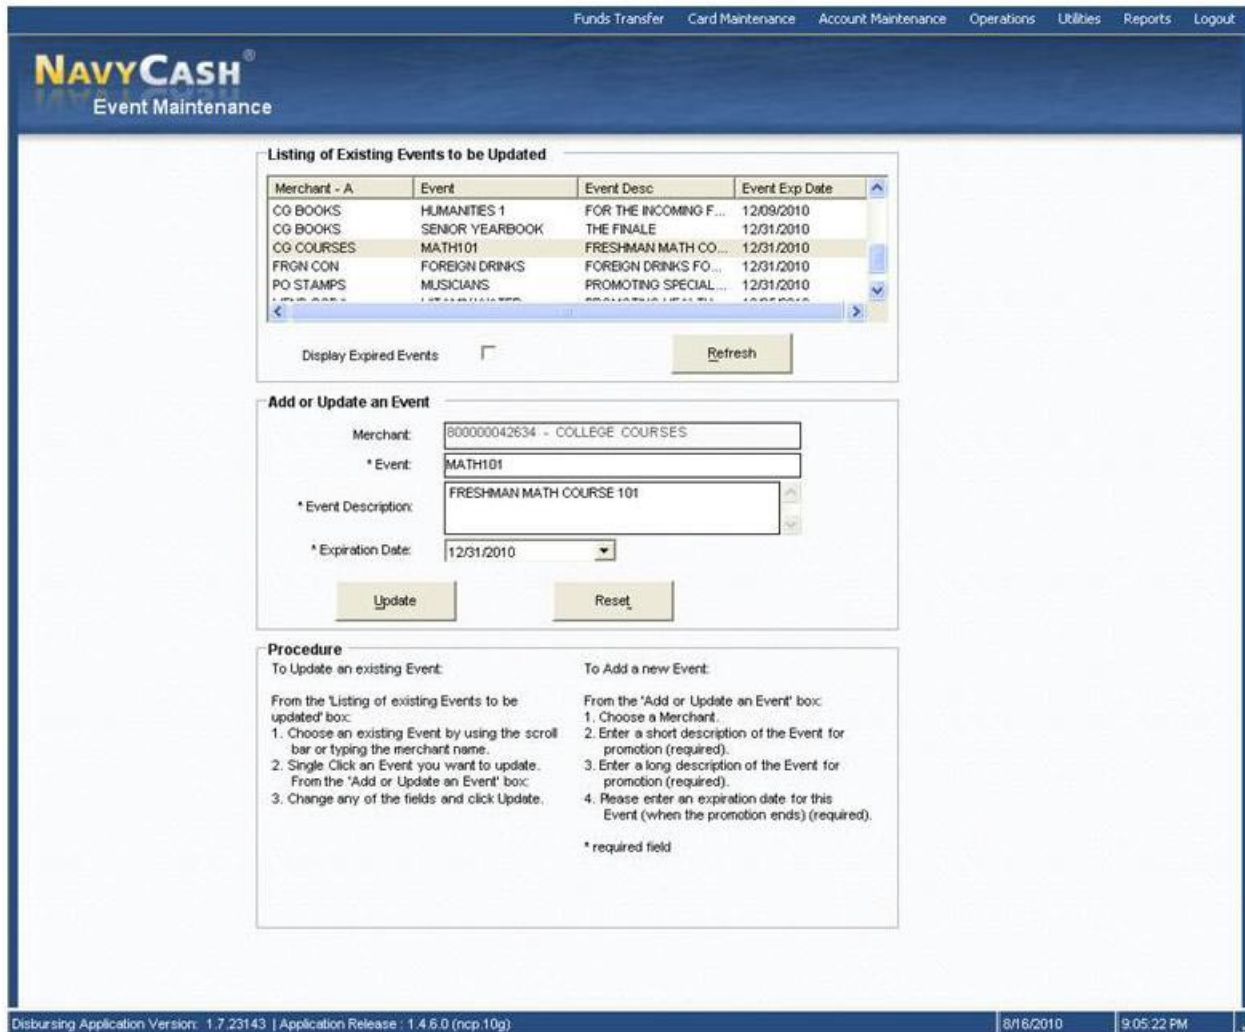 Funds Transfer Card Maintenance Account Maintenance Operations Utilities Reports Logout
NAVYCASH®
Event Maintenance
Listing of Existing Events to be Updated
Merchant - A Event Event Desc Event Exp Date
CG BOOKS HUMANITIES 1 FOR THE INCOMING F... 12/09/2010
CG BOOKS SENIOR YEARBOOK THE FINALE 12/31/2010
CG COURSES MATH101 FRESHMAN MATH CO... 12/31/2010
FRGN CON FOREIGN DRINKS FOREIGN DRINKS FO... 12/31/2010
PO STAMPS MUSICIANS PROMOTING SPECIAL... 12/31/2010
Display Expired Events Refresh
Add or Update an Event
Merchant: 800000042634 - COLLEGE COURSES
* Event: MATH101
* Event Description: FRESHMAN MATH COURSE 101
* Expiration Date: 12/31/2010
Update Reset
Procedure
To Update an existing Event:
From the 'Listing of existing Events to be
updated' box:
1. Choose an existing Event by using the scroll
bar or typing the merchant name.
2. Single Click an Event you want to update.
From the 'Add or Update an Event' box:
3. Change any of the fields and click Update.
To Add a new Event:
From the 'Add or Update an Event' box:
1. Choose a Merchant.
2. Enter a short description of the Event for
promotion (required).
3. Enter a long description of the Event for
promotion (required).
4. Please enter an expiration date for this
Event (when the promotion ends) (required).
* required field
Disbursing Application Version: 1.7.23143 | Application Release : 1.4.6.0 (ncp.10g) 8/16/2010 9:05:22 PM